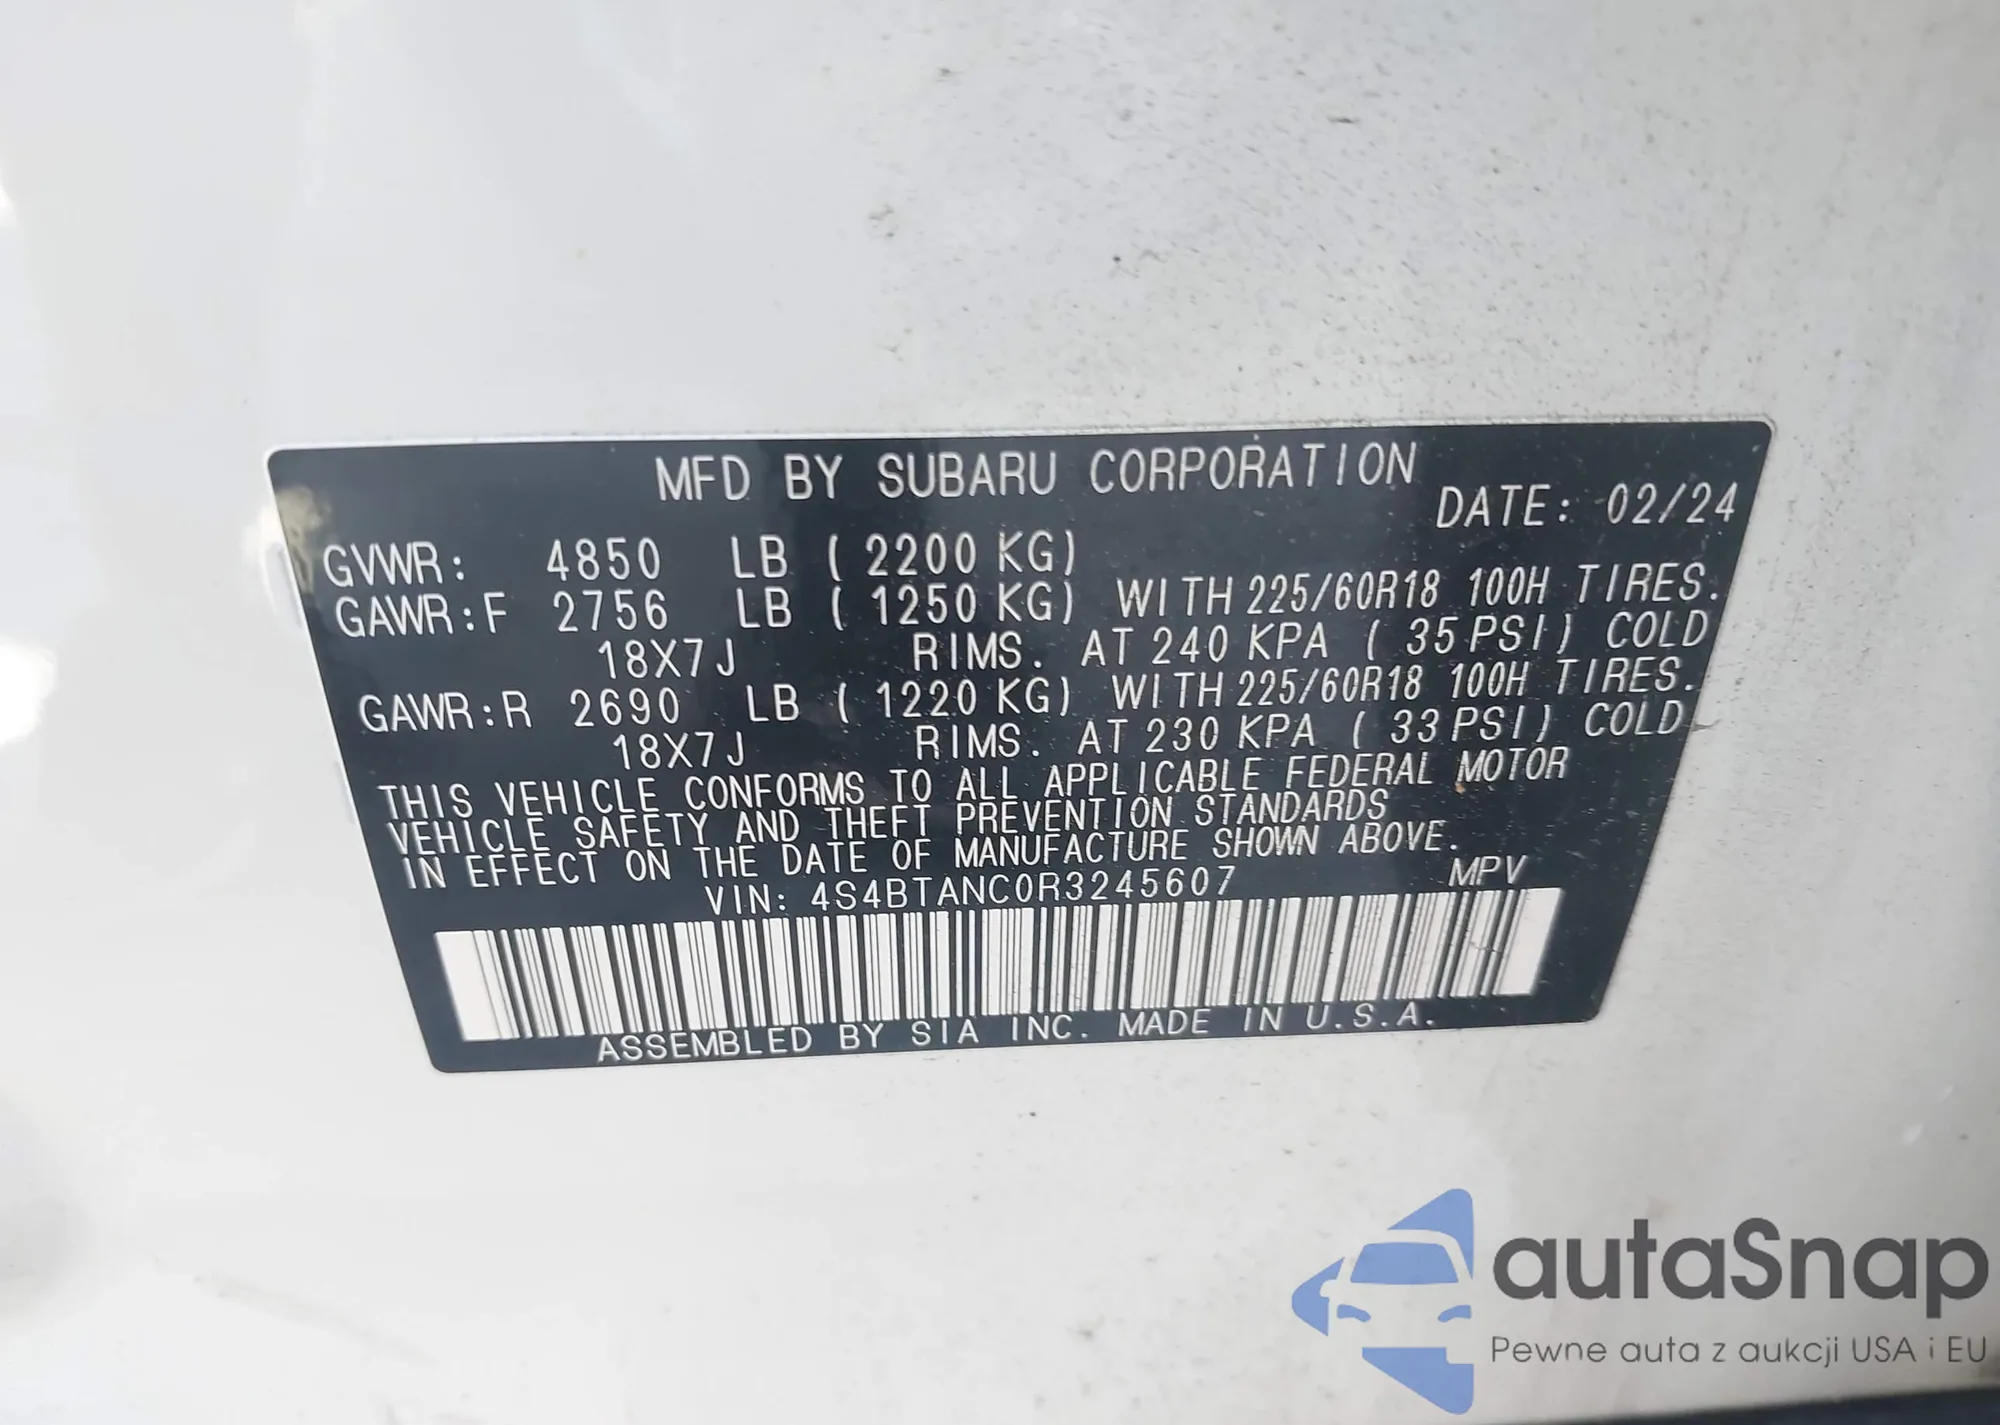 MFD BY SUBARU CORPORATION
DATE: 02/24
GVWR: 4850 LB ( 2200 KG)
GAWR:F 2756 LB ( 1250 KG) WITH 225/60R18 100H TIRES.
18X7J RIMS. AT 240 KPA ( 35 PSI) COLD
GAWR:R 2690 LB ( 1220 KG) WITH 225/60R18 100H TIRES.
18X7J RIMS. AT 230 KPA ( 33 PSI) COLD
THIS VEHICLE CONFORMS TO ALL APPLICABLE FEDERAL MOTOR
VEHICLE SAFETY AND THEFT PREVENTION STANDARDS
IN EFFECT ON THE DATE OF MANUFACTURE SHOWN ABOVE.
VIN: 4S4BTANC0R3245607 MPV
ASSEMBLED BY SIA INC. MADE IN U.S.A.
autaSnap
Pewne auta z aukcji USA i EU